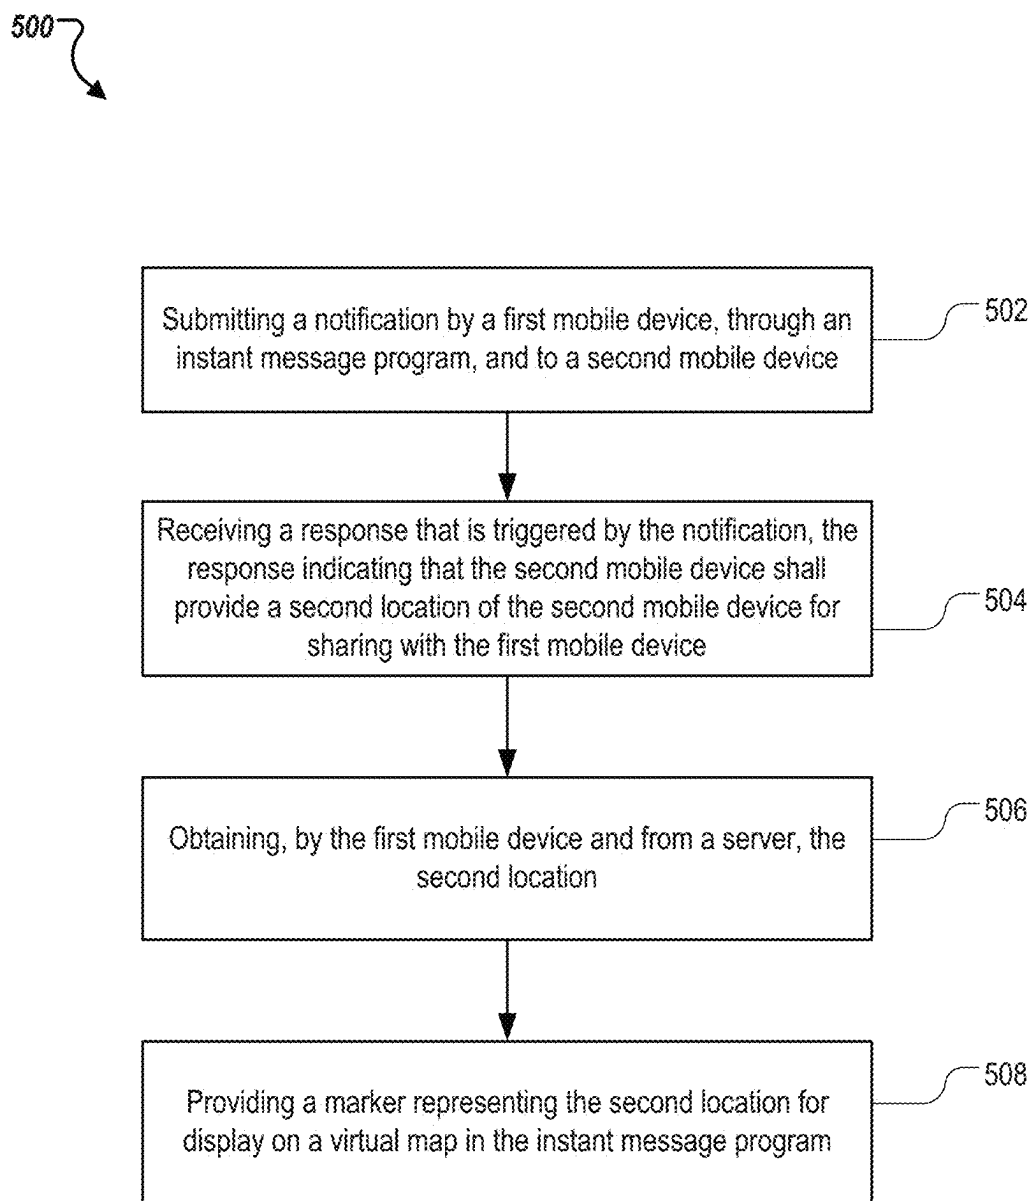 500
Submitting a notification by a first mobile device, through an
instant message program, and to a second mobile device
502
Receiving a response that is triggered by the notification, the
response indicating that the second mobile device shall
provide a second location of the second mobile device for
sharing with the first mobile device
504
Obtaining, by the first mobile device and from a server, the
second location
506
Providing a marker representing the second location for
display on a virtual map in the instant message program
508